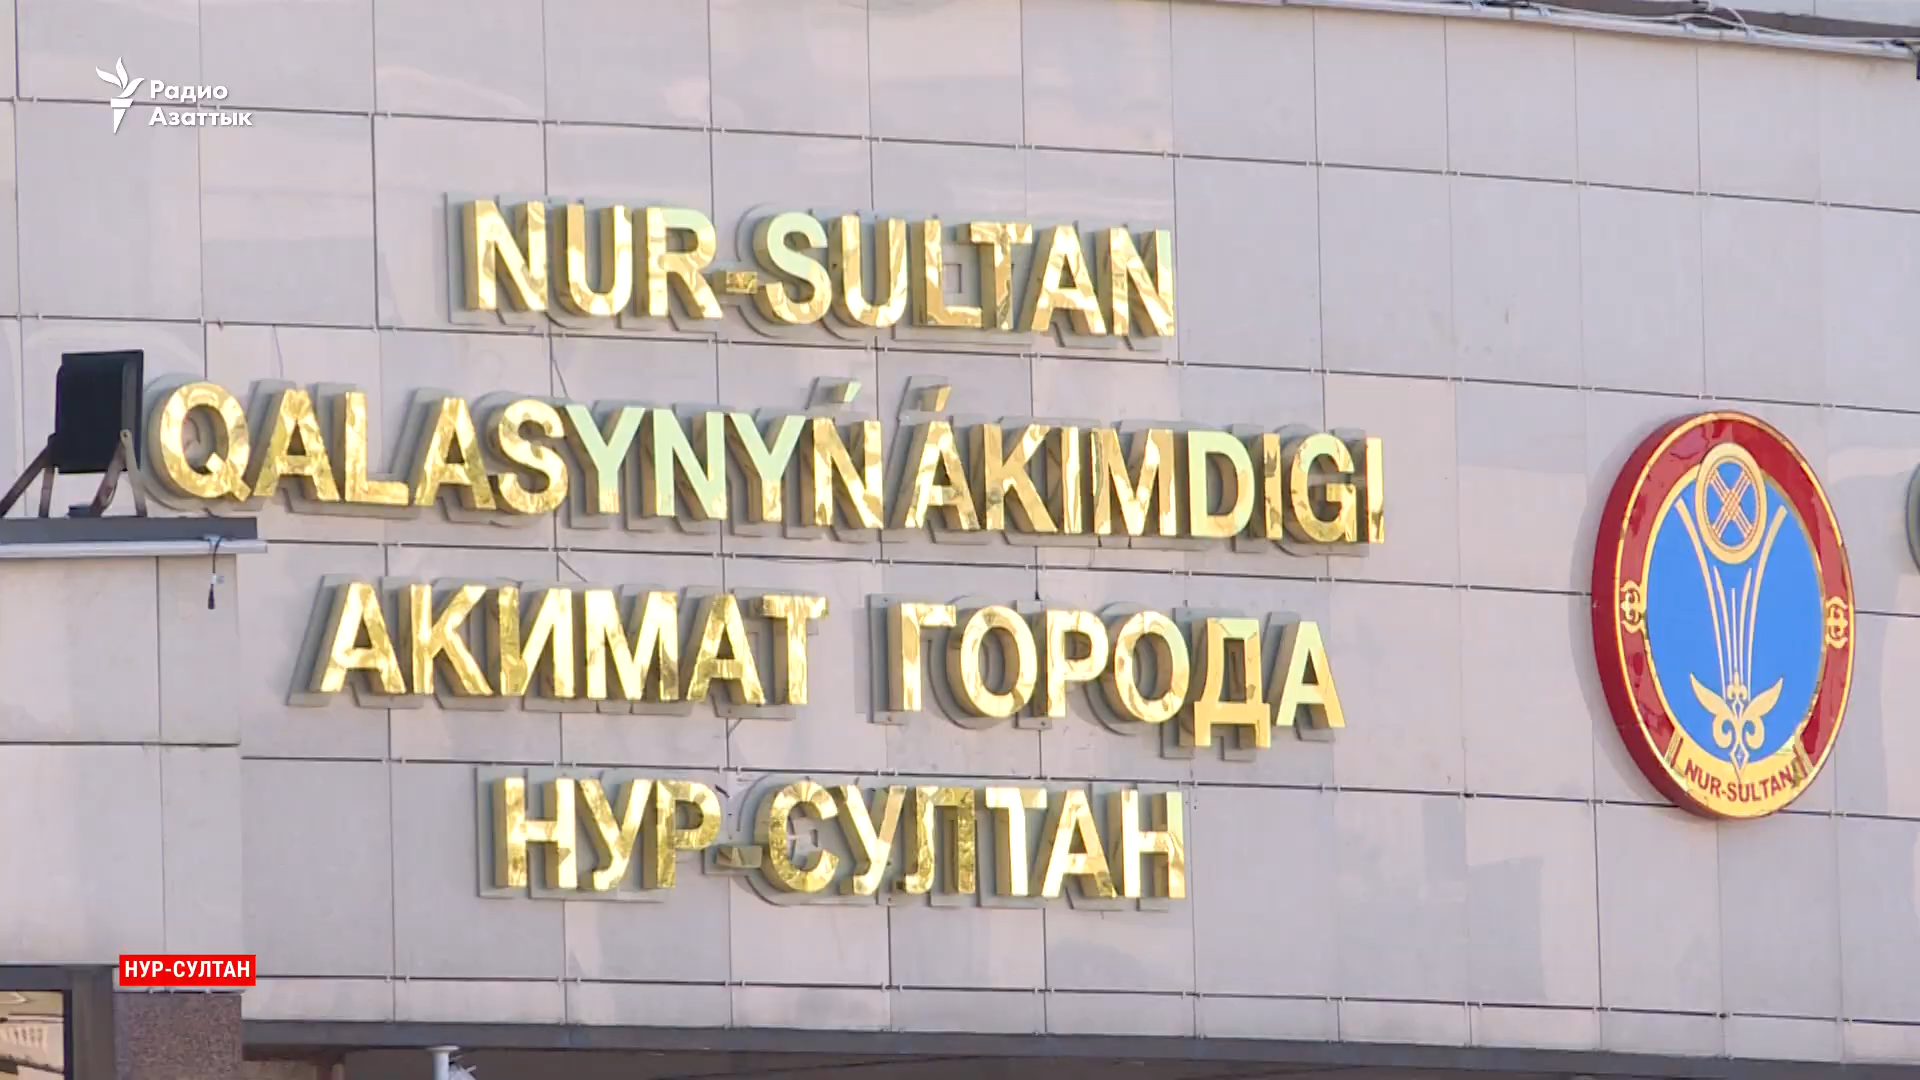 Радио
Азаттык
NUR-SULTAN
QALASYNYŃ ÁKIMDIGI
АКИМАТ ГОРОДА
НУР-СУЛТАН
NUR-SULTAN
НУР-СУЛТАН